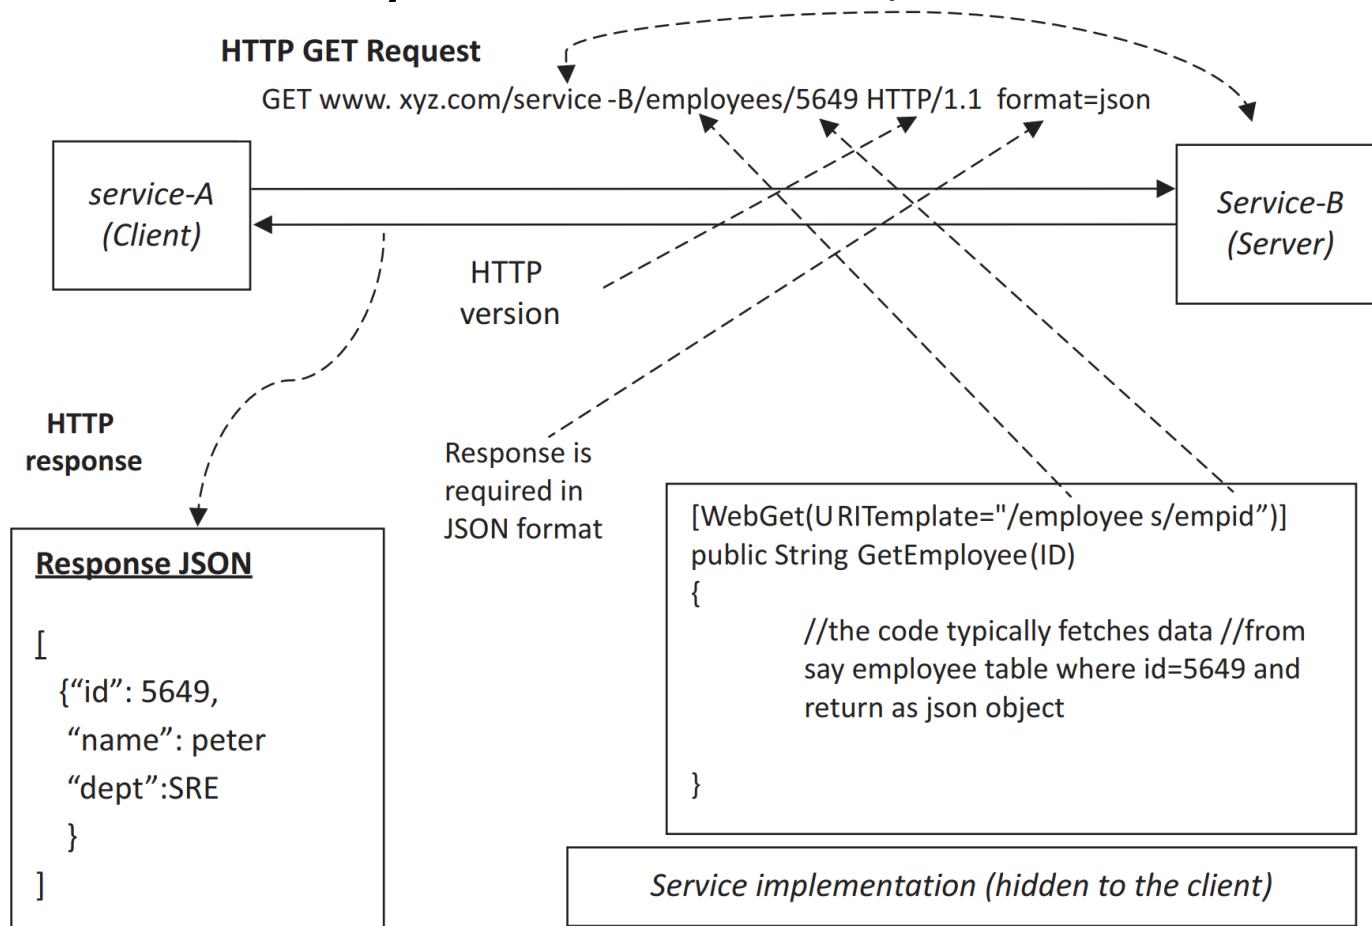 HTTP GET Request
GET www. xyz.com/service -B/employees/5649 HTTP/1.1 format=json
service-A
(Client)
Service-B
(Server)
HTTP
version
HTTP
response
Response is
required in
JSON format
[WebGet(URITemplate="/employee s/empid”)]
public String GetEmployee(ID)
{
//the code typically fetches data //from
say employee table where id=5649 and
return as json object
}
Response JSON
[
{“id”: 5649,
“name”: peter
“dept”:SRE
}
]
Service implementation (hidden to the client)